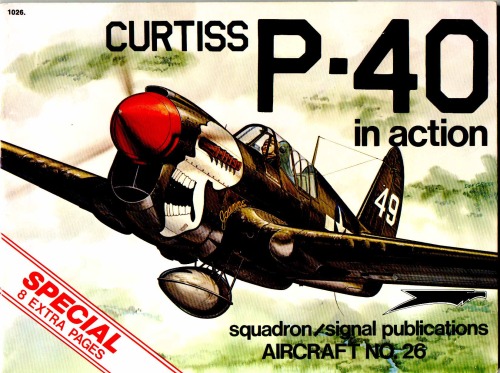 1026.
CURTISS
P-40
in action
49
SPECIAL
8 EXTRA PAGES
squadron/signal publications
AIRCRAFT NO. 26